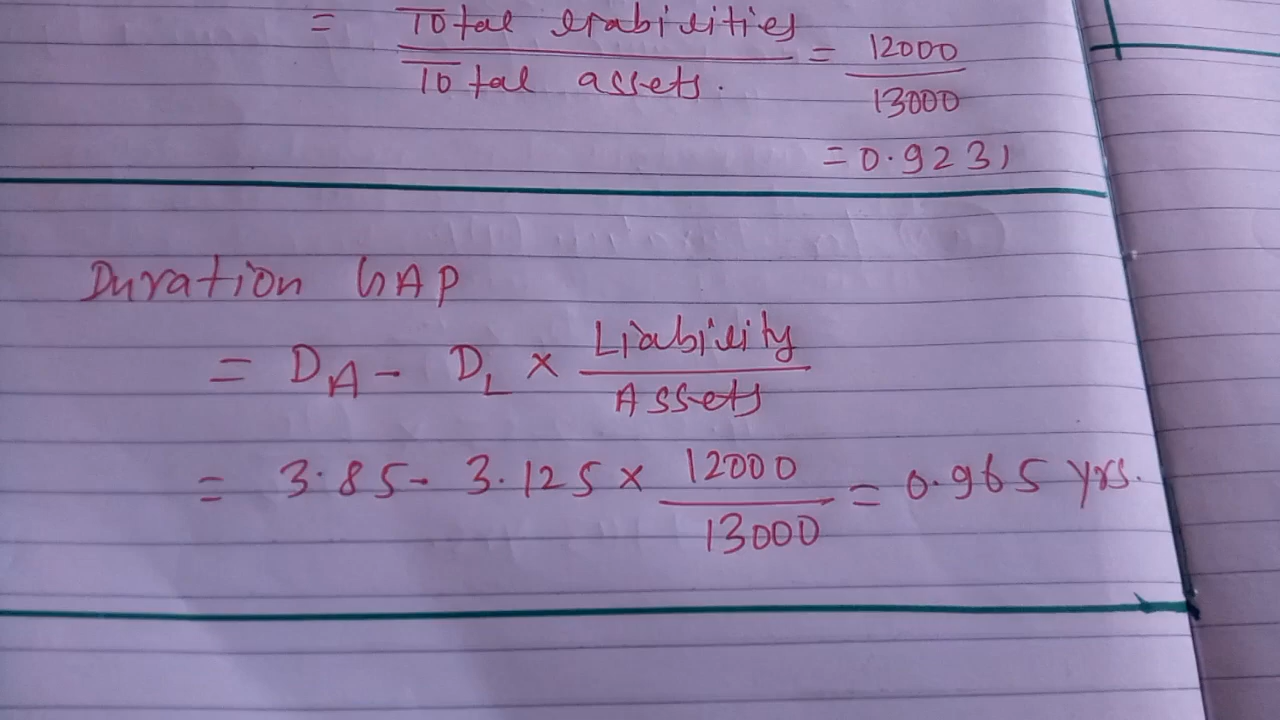 = Total liabilities / Total assets. = 12000 / 13000
= 0.9231
Duration GAP
= DA - DL × Liability / Assets
= 3.85 - 3.125 × 12000 / 13000 = 0.965 yrs.